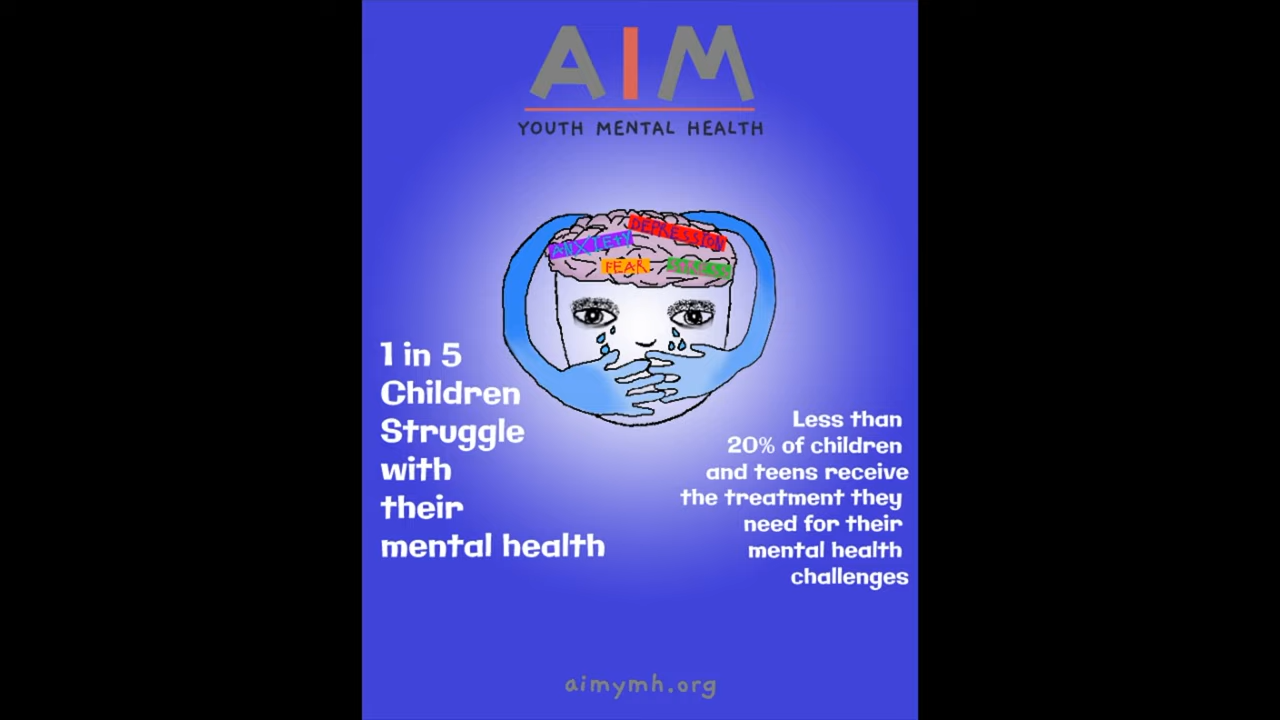 AIM
YOUTH MENTAL HEALTH
DEPRESSION
ANXIETY
FEAR
1 in 5
Children
Struggle
with
their
mental health
Less than
20% of children
and teens receive
the treatment they
need for their
mental health
challenges
aimymh.org